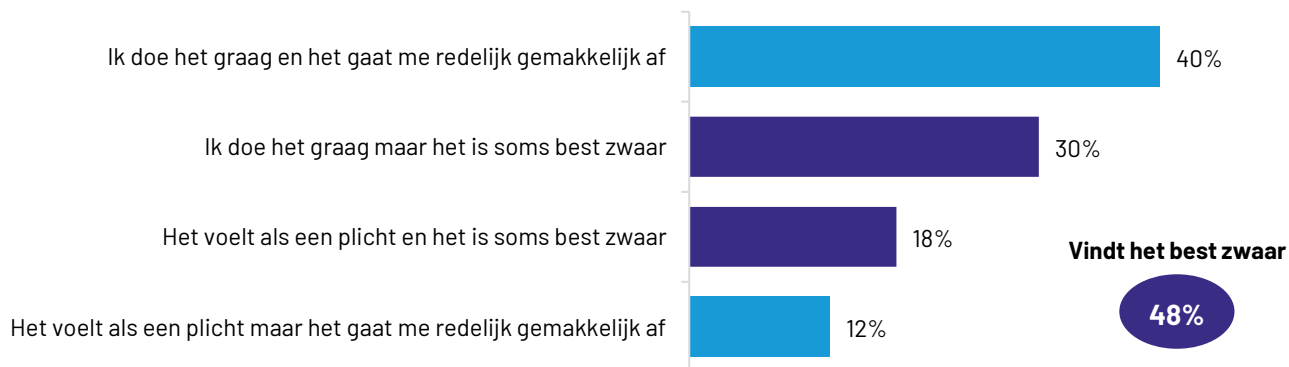 Ik doe het graag en het gaat me redelijk gemakkelijk af
40%
Ik doe het graag maar het is soms best zwaar
30%
Het voelt als een plicht en het is soms best zwaar
18%
Vindt het best zwaar
48%
Het voelt als een plicht maar het gaat me redelijk gemakkelijk af
12%